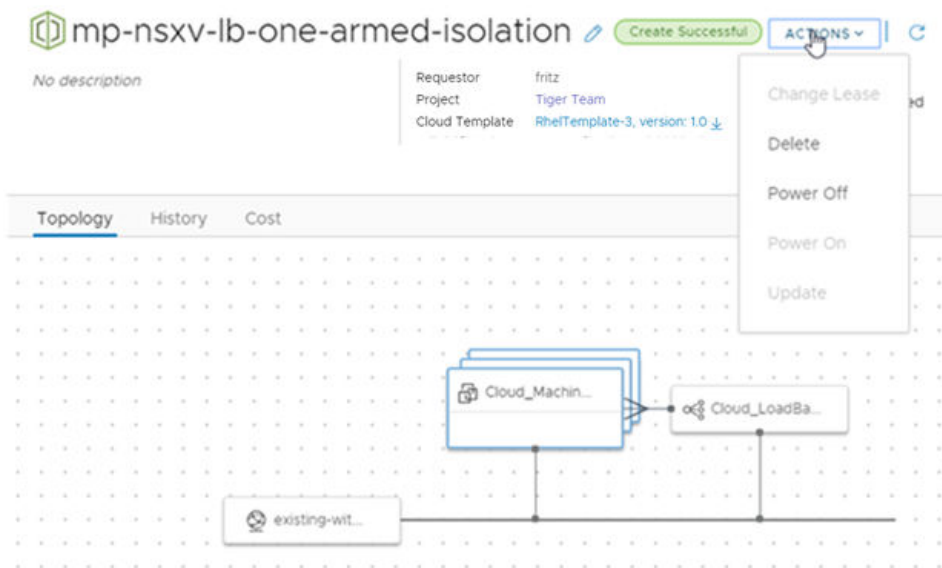 mp-nsxv-lb-one-armed-isolation
Create Successful
ACTIONS
No description
Requestor fritz
Project Tiger Team
Cloud Template RhelTemplate-3, version: 1.0
Change Lease
Delete
Power Off
Power On
Update
Topology History Cost
Cloud_Machin...
Cloud_LoadBa...
existing-wit...